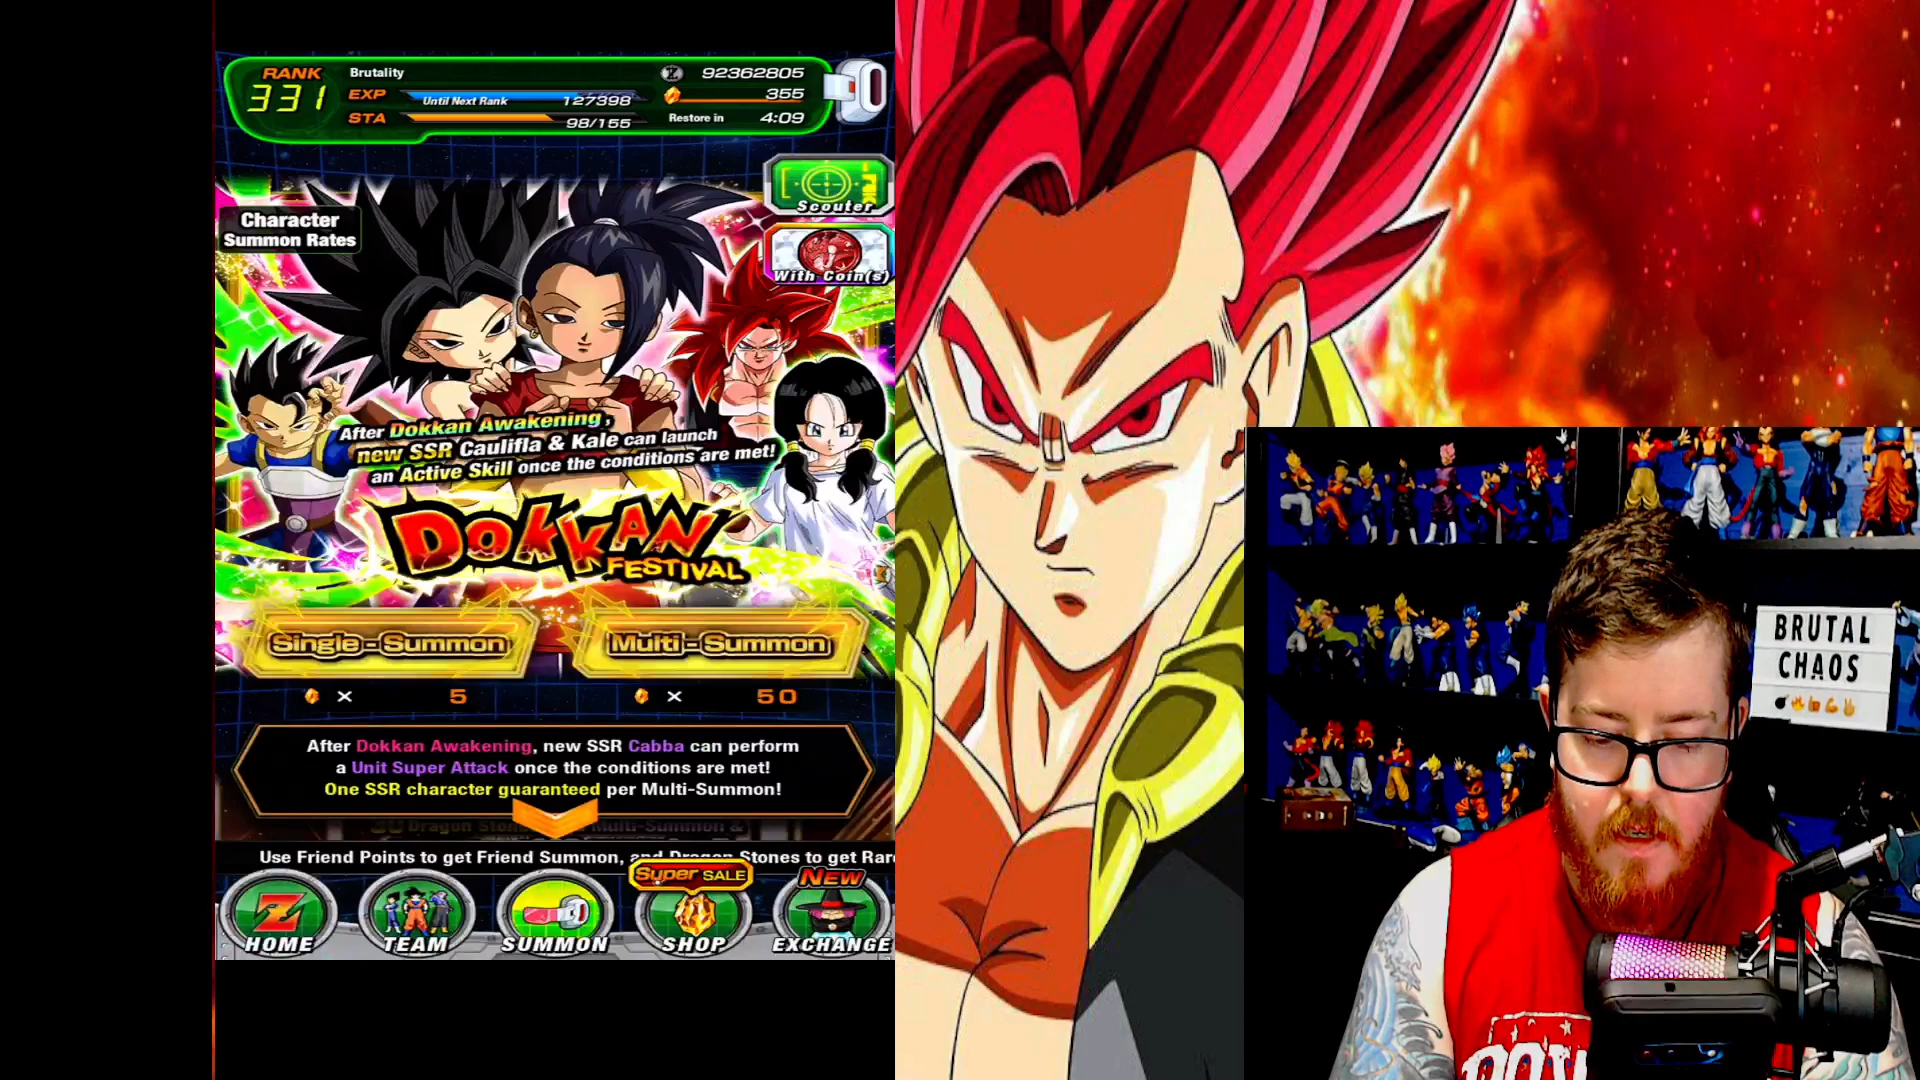 RANK
331
Brutality
EXP
Until Next Rank 127398
STA
98/155
92362805
355
Restore in 4:09
Scouter
With Coin(s)
Character
Summon Rates
After Dokkan Awakening,
new SSR Caulifla & Kale can launch
an Active Skill once the conditions are met!
DOKKAN
FESTIVAL
Single-Summon
Multi-Summon
× 5
× 50
After Dokkan Awakening, new SSR Cabba can perform
a Unit Super Attack once the conditions are met!
One SSR character guaranteed per Multi-Summon!
Use Friend Points to get Friend Summon, and Dragon Stones to get Rar
Super SALE
NEW
HOME
TEAM
SUMMON
SHOP
EXCHANGE
BRUTAL
CHAOS